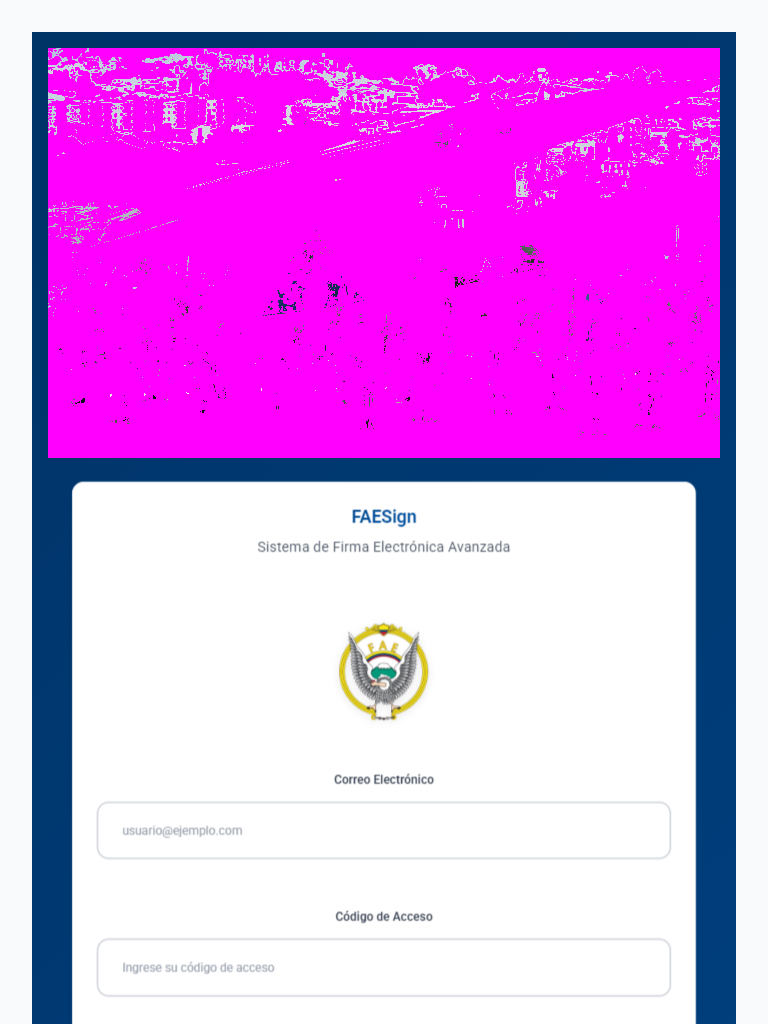 FAESign
Sistema de Firma Electrónica Avanzada
FAE
Correo Electrónico
usuario@ejemplo.com
Código de Acceso
Ingrese su código de acceso